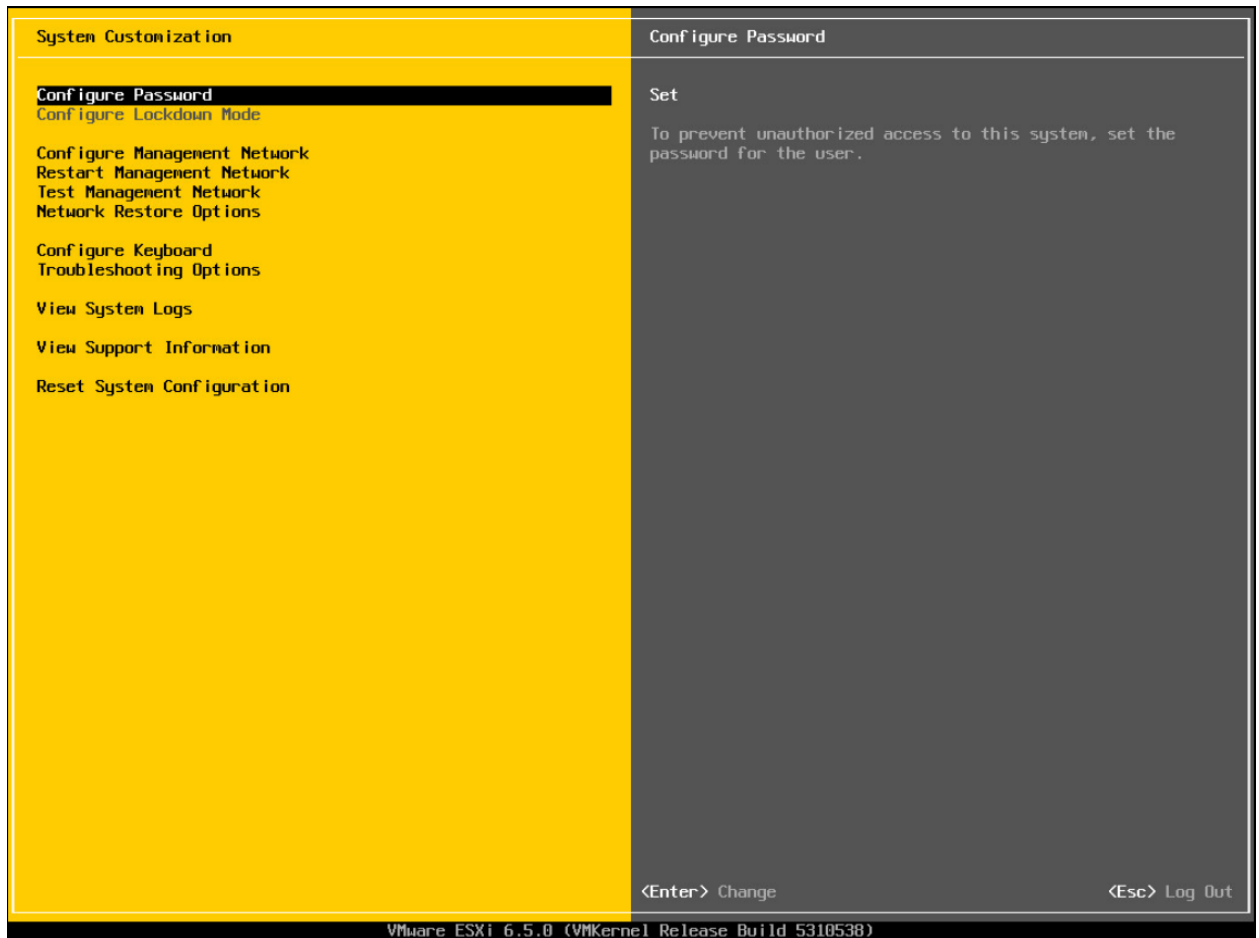 System Customization
Configure Password
Configure Lockdown Mode
Configure Management Network
Restart Management Network
Test Management Network
Network Restore Options
Configure Keyboard
Troubleshooting Options
View System Logs
View Support Information
Reset System Configuration
Configure Password
Set
To prevent unauthorized access to this system, set the
password for the user.
<Enter> Change
<Esc> Log Out
VMware ESXi 6.5.0 (VMKernel Release Build 5310538)